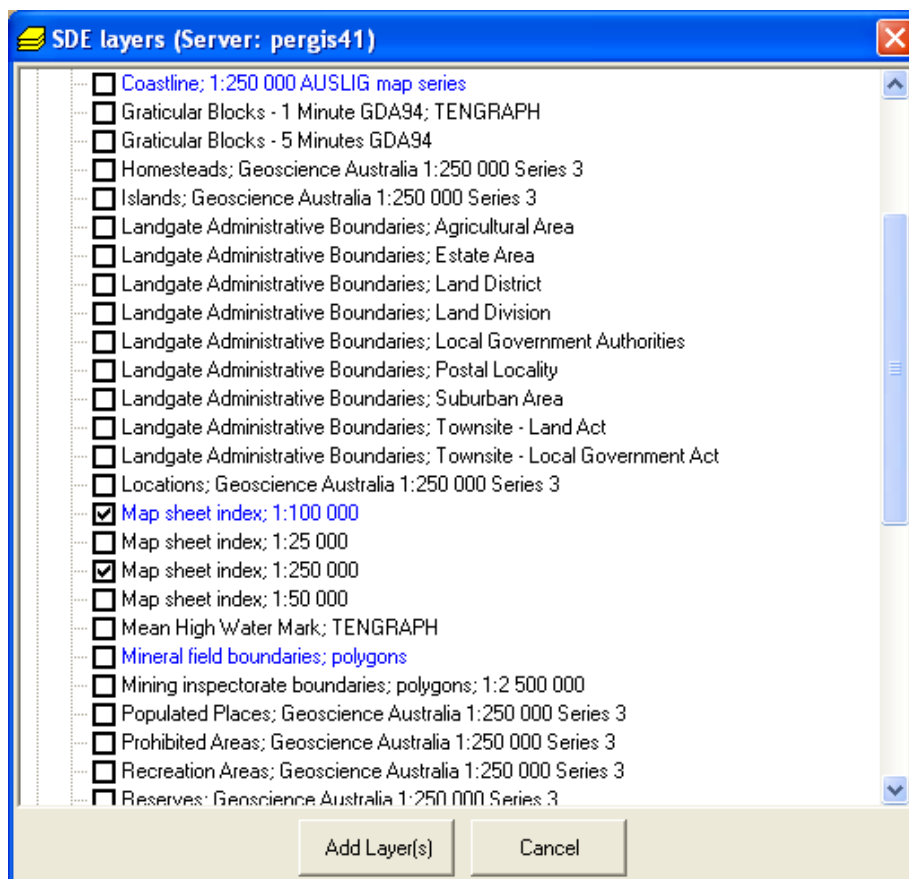 SDE layers (Server: pergis41)
Coastline; 1:250 000 AUSLIG map series
Graticular Blocks - 1 Minute GDA94; TENGRAPH
Graticular Blocks - 5 Minutes GDA94
Homesteads; Geoscience Australia 1:250 000 Series 3
Islands; Geoscience Australia 1:250 000 Series 3
Landgate Administrative Boundaries; Agricultural Area
Landgate Administrative Boundaries; Estate Area
Landgate Administrative Boundaries; Land District
Landgate Administrative Boundaries; Land Division
Landgate Administrative Boundaries; Local Government Authorities
Landgate Administrative Boundaries; Postal Locality
Landgate Administrative Boundaries; Suburban Area
Landgate Administrative Boundaries; Townsite - Land Act
Landgate Administrative Boundaries; Townsite - Local Government Act
Locations; Geoscience Australia 1:250 000 Series 3
Map sheet index; 1:100 000
Map sheet index; 1:25 000
Map sheet index; 1:250 000
Map sheet index; 1:50 000
Mean High Water Mark; TENGRAPH
Mineral field boundaries; polygons
Mining inspectorate boundaries; polygons; 1:2 500 000
Populated Places; Geoscience Australia 1:250 000 Series 3
Prohibited Areas; Geoscience Australia 1:250 000 Series 3
Recreation Areas; Geoscience Australia 1:250 000 Series 3
Reserves; Geoscience Australia 1:250 000 Series 3
Add Layer(s)
Cancel